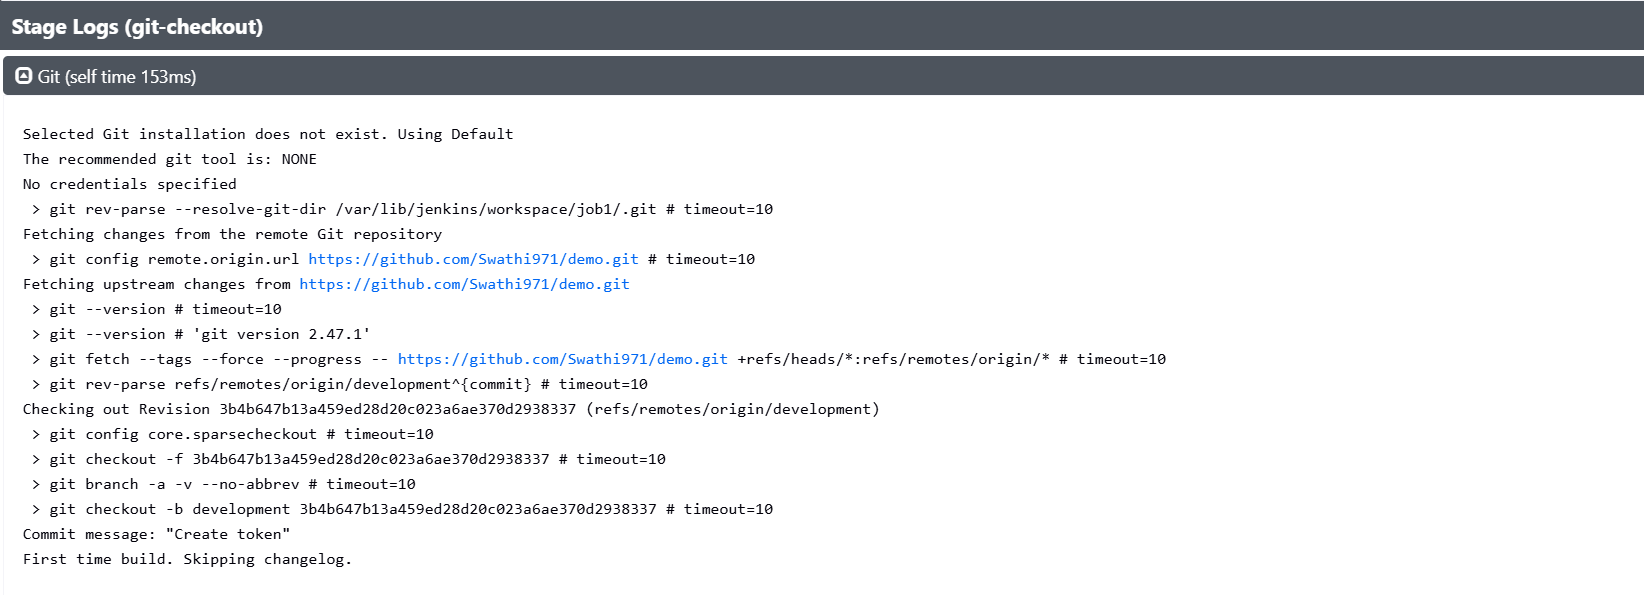 Stage Logs (git-checkout)
Git (self time 153ms)
Selected Git installation does not exist. Using Default
The recommended git tool is: NONE
No credentials specified
> git rev-parse --resolve-git-dir /var/lib/jenkins/workspace/job1/.git # timeout=10
Fetching changes from the remote Git repository
> git config remote.origin.url https://github.com/Swathi971/demo.git # timeout=10
Fetching upstream changes from https://github.com/Swathi971/demo.git
> git --version # timeout=10
> git --version # 'git version 2.47.1'
> git fetch --tags --force --progress -- https://github.com/Swathi971/demo.git +refs/heads/*:refs/remotes/origin/* # timeout=10
> git rev-parse refs/remotes/origin/development^{commit} # timeout=10
Checking out Revision 3b4b647b13a459ed28d20c023a6ae370d2938337 (refs/remotes/origin/development)
> git config core.sparsecheckout # timeout=10
> git checkout -f 3b4b647b13a459ed28d20c023a6ae370d2938337 # timeout=10
> git branch -a -v --no-abbrev # timeout=10
> git checkout -b development 3b4b647b13a459ed28d20c023a6ae370d2938337 # timeout=10
Commit message: "Create token"
First time build. Skipping changelog.